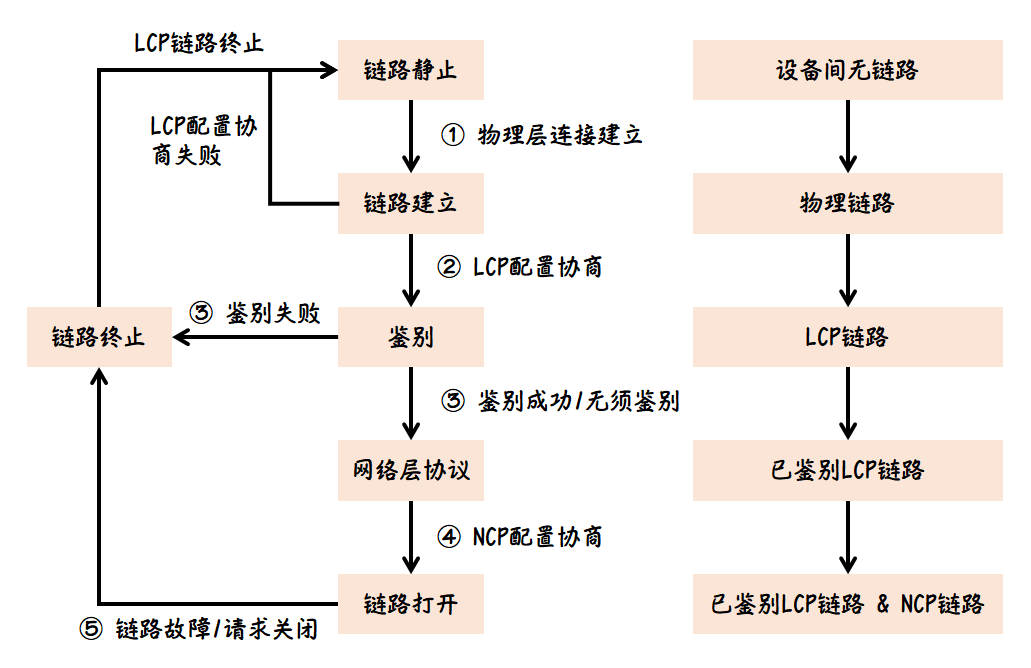 LCP链路终止
链路静止
设备间无链路
LCP配置协
商失败
① 物理层连接建立
链路建立
物理链路
② LCP配置协商
③ 鉴别失败
链路终止
鉴别
LCP链路
③ 鉴别成功/无须鉴别
网络层协议
已鉴别LCP链路
④ NCP配置协商
链路打开
已鉴别LCP链路 & NCP链路
⑤ 链路故障/请求关闭